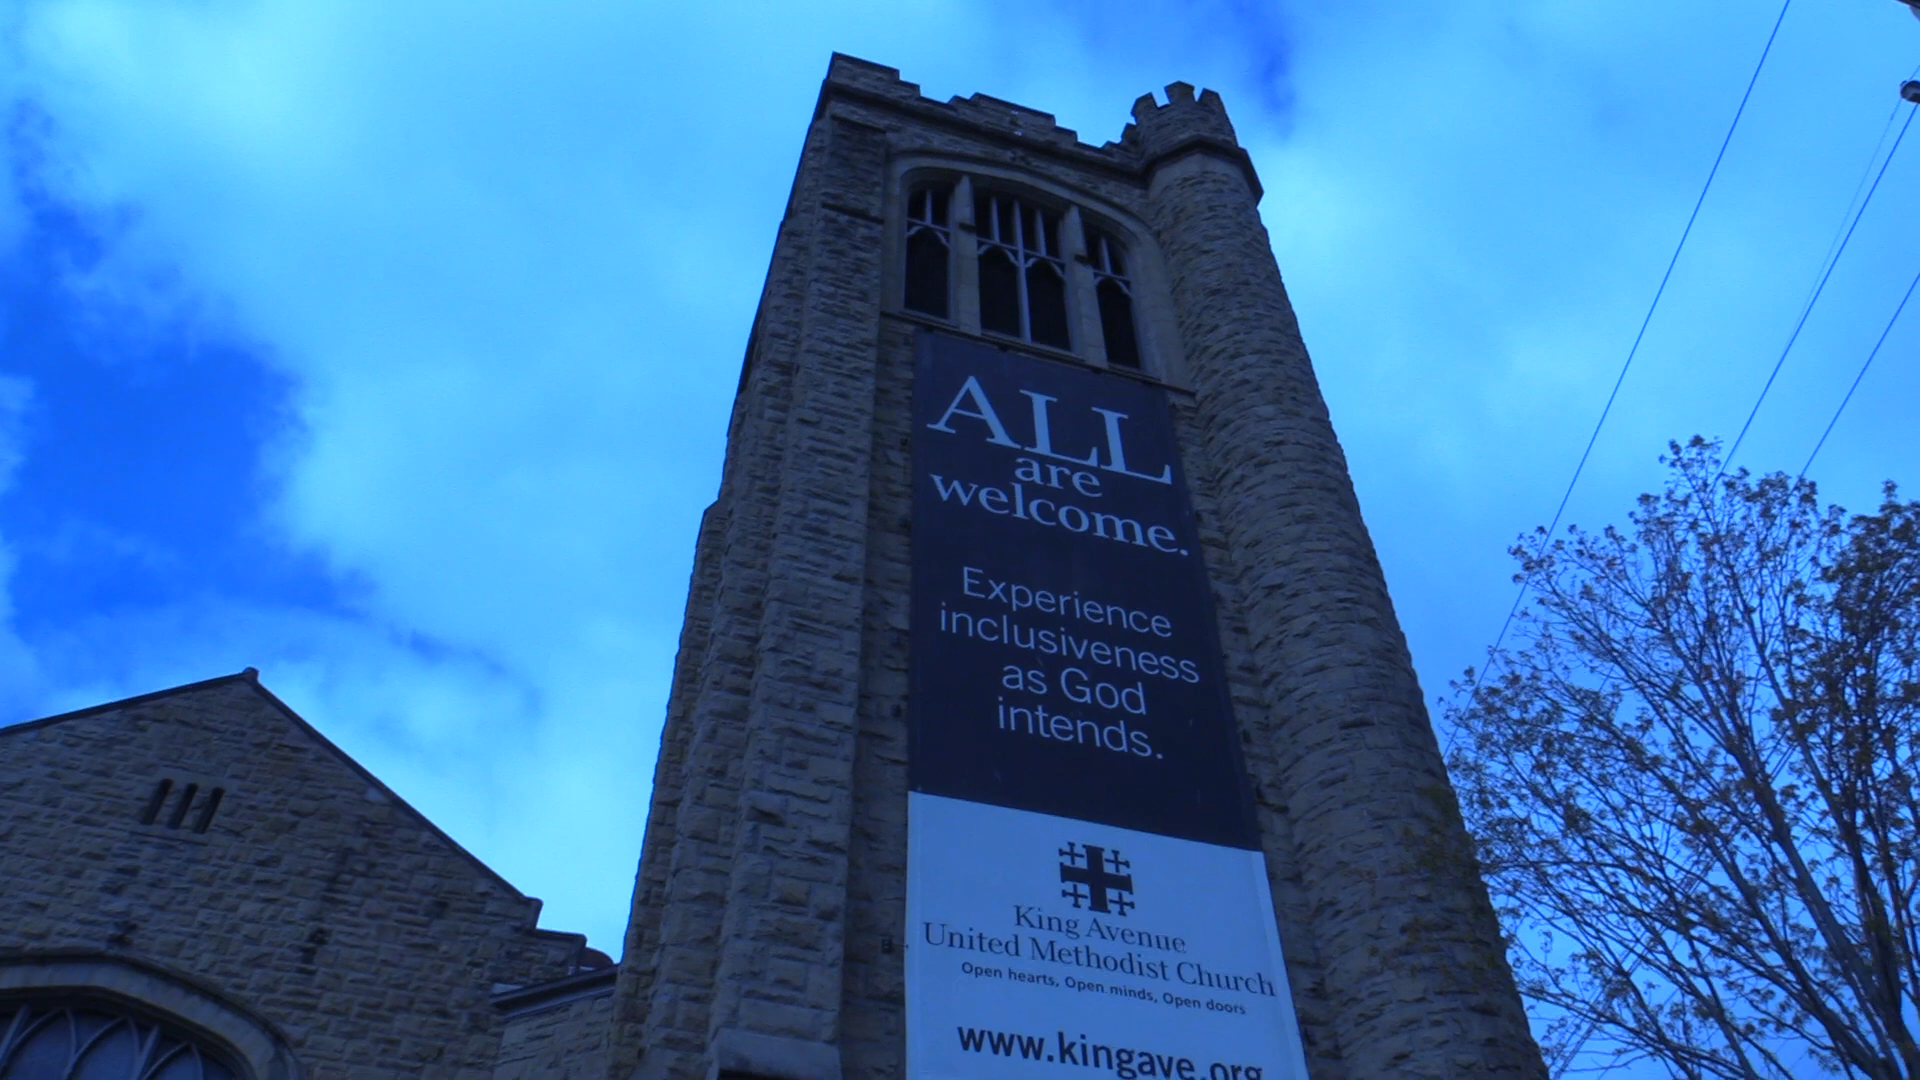 ALL
are
welcome.
Experience
inclusiveness
as God
intends.
King Avenue
United Methodist Church
Open hearts, Open minds, Open doors
www.kingave.org